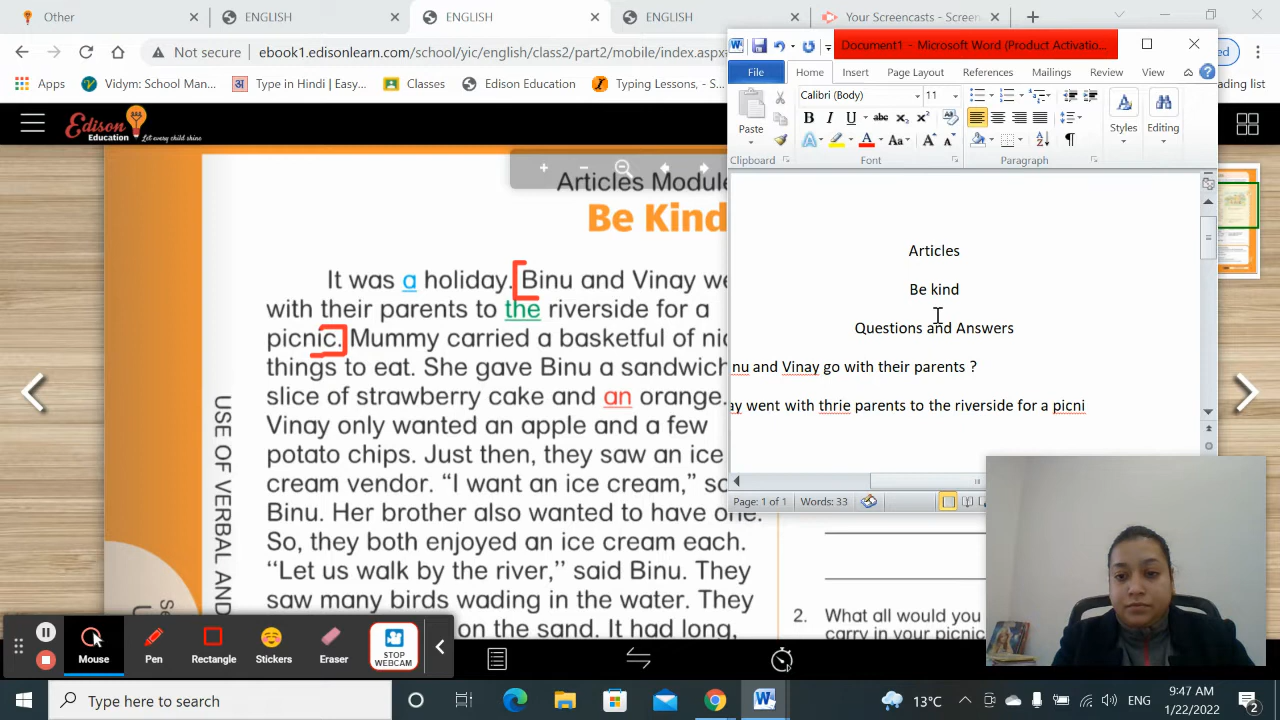 Other
ENGLISH
ENGLISH
ENGLISH
Your Screencasts - Screen
Not secure
ebook1.edisonlearn.com/school/yic/english/class2/part2/mobile/index.aspx
Apps
Vidym: School Mana
Type in Hindi | Engl
Classes
Edison Education
Typing Lessons, - T
ding list
Document1 - Microsoft Word (Product Activatio...
File
Home
Insert
Page Layout
References
Mailings
Review
View
Calibri (Body)
11
Paste
Styles
Editing
Clipboard
Font
Paragraph
Edison
Education
Let every child shine
Articles Module
Be Kind
It was a holiday. Binu and Vinay we
with their parents to the riverside for a
picnic. Mummy carried a basketful of nic
things to eat. She gave Binu a sandwich
slice of strawberry cake and an orange.
Vinay only wanted an apple and a few
potato chips. Just then, they saw an ice
cream vendor. “I want an ice cream,” sa
Binu. Her brother also wanted to have one.
So, they both enjoyed an ice cream each.
“Let us walk by the river,” said Binu. They
saw many birds wading in the water. They
on the sand. It had long,
USE OF VERBAL AND
Articles
Be kind
Questions and Answers
nu and Vinay go with their parents ?
ay went with thrie parents to the riverside for a picni
Page: 1 of 1
Words: 33
2. What all would you
carry in your picnic
Mouse
Pen
Rectangle
Stickers
Eraser
STOP
WEBCAM
Type here to search
13°C
ENG
9:47 AM
1/22/2022
2